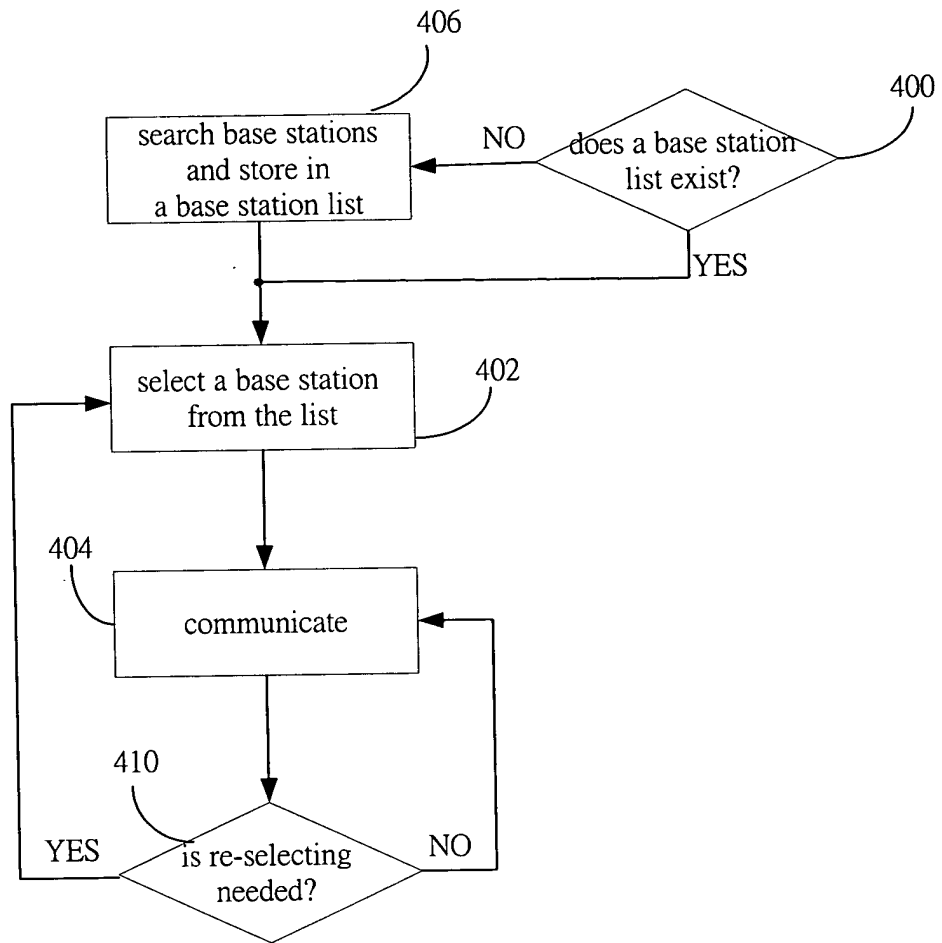 406
400
search base stations
and store in
a base station list
NO
does a base station
list exist?
YES
select a base station
from the list
402
404
communicate
410
YES
is re-selecting
needed?
NO